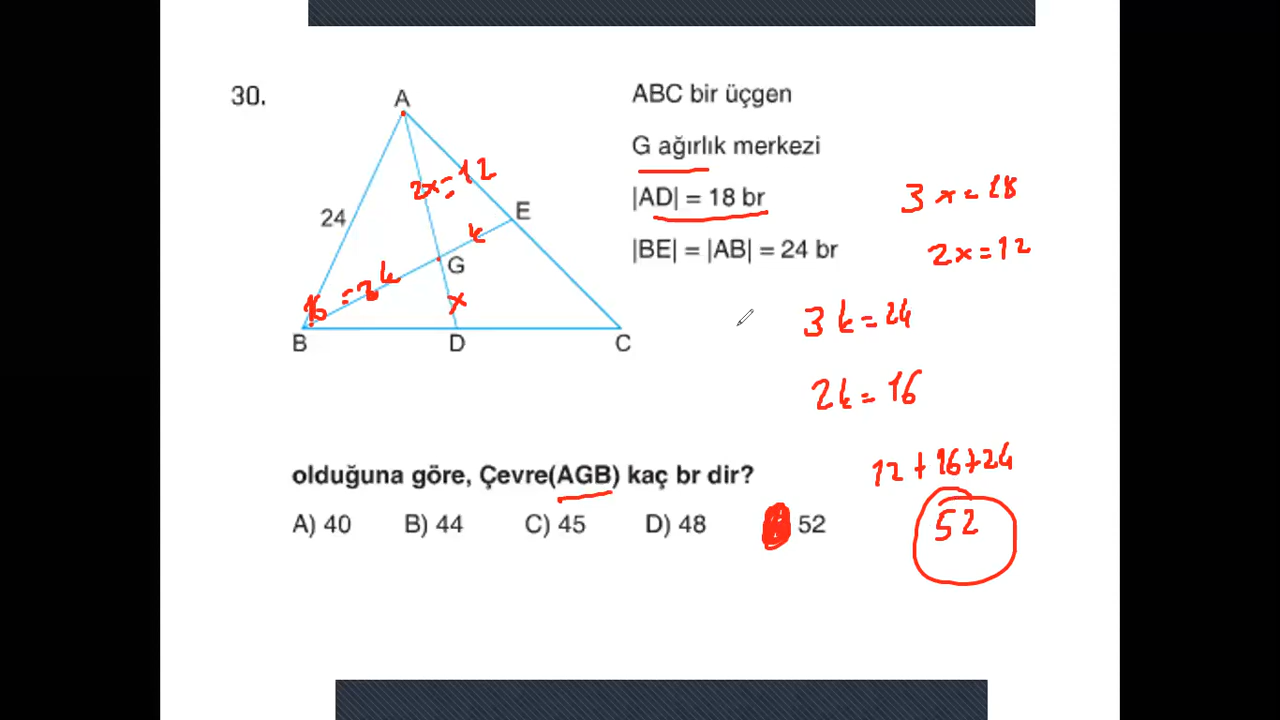 30.
A
ABC bir üçgen
G ağırlık merkezi
2x=12
|AD| = 18 br
3x=18
24
E
k
|BE| = |AB| = 24 br
2x=12
G
16 = 2k
x
3k=24
B
D
C
2k=16
12+16+24
olduğuna göre, Çevre(AGB) kaç br dir?
A) 40 B) 44 C) 45 D) 48 52
52